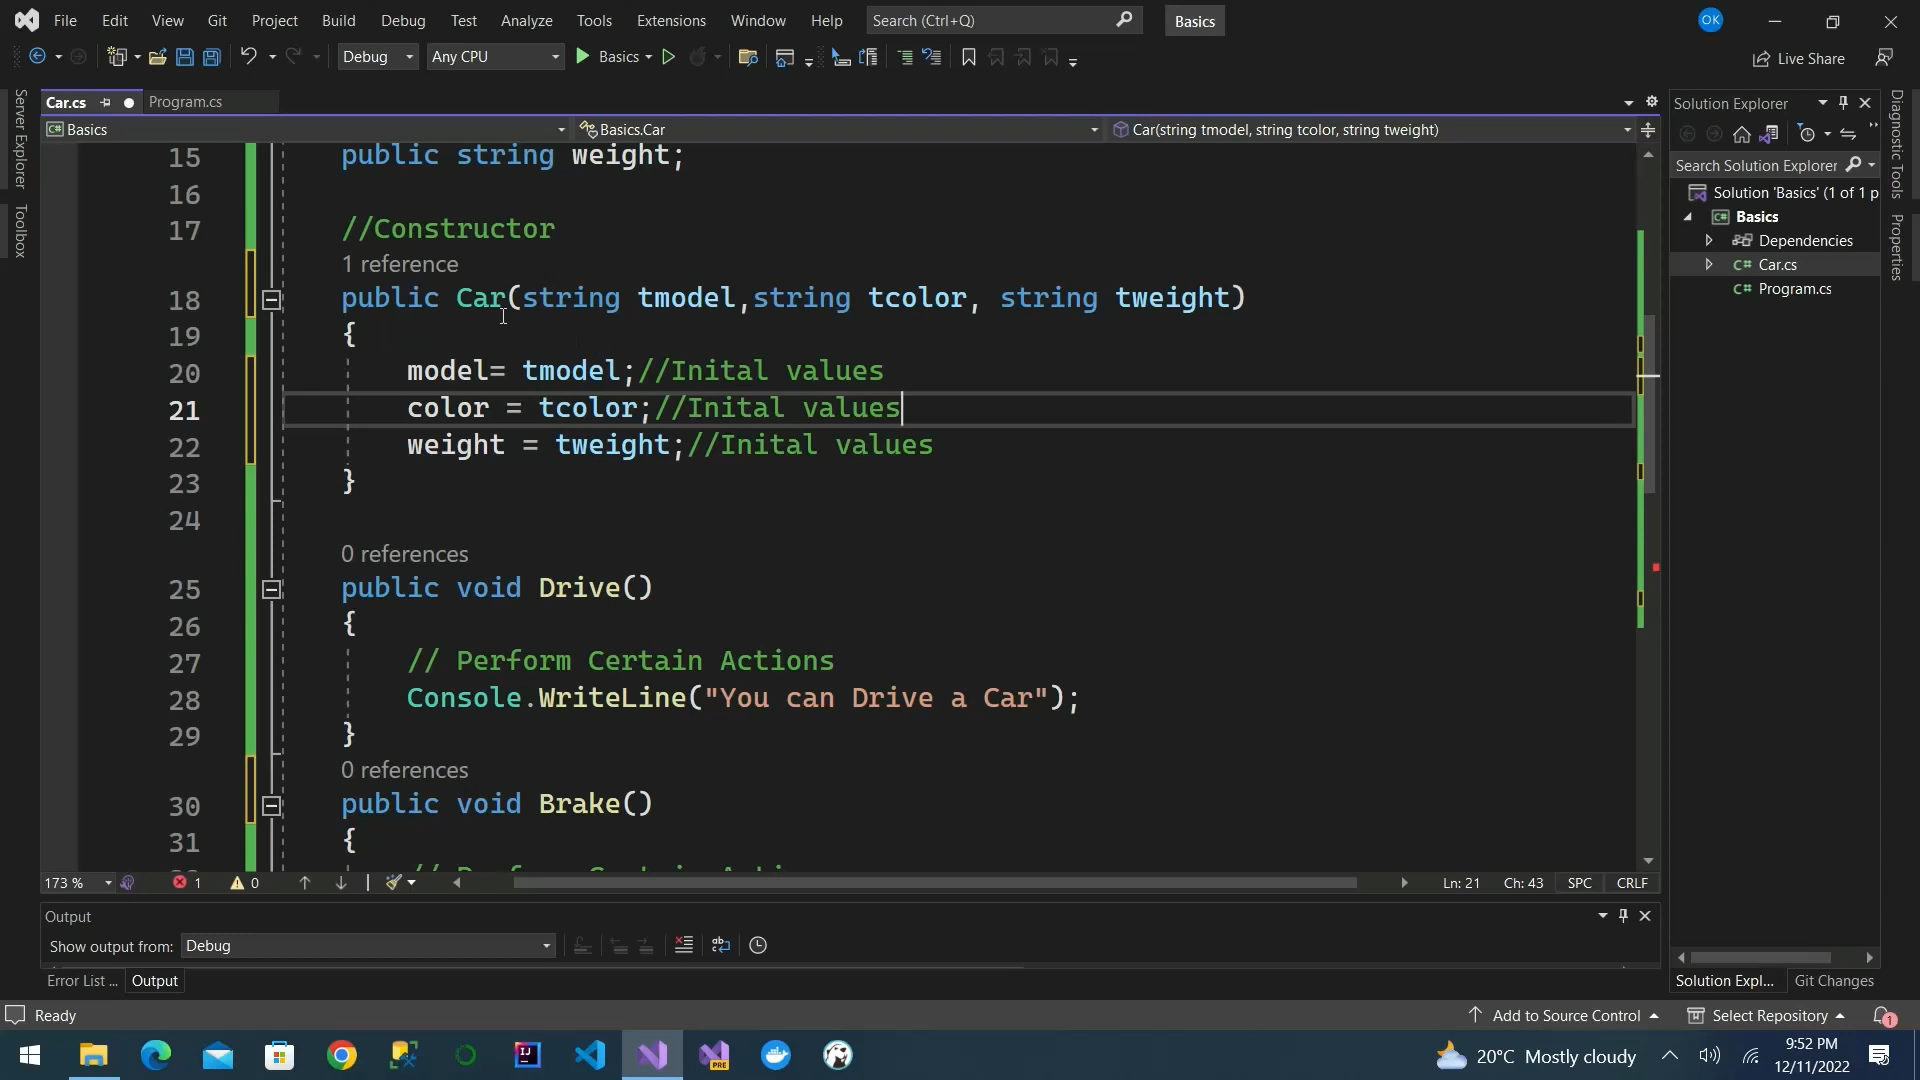 File Edit View Git Project Build Debug Test Analyze Tools Extensions Window Help Search (Ctrl+Q) Basics OK
Debug Any CPU Basics Live Share
Server Explorer
Toolbox
Car.cs Program.cs
C# Basics Basics.Car Car(string tmodel, string tcolor, string tweight)
15 public string weight;
16
17 //Constructor
1 reference
18 public Car(string tmodel,string tcolor, string tweight)
19 {
20 model= tmodel;//Inital values
21 color = tcolor;//Inital values
22 weight = tweight;//Inital values
23 }
24
0 references
25 public void Drive()
26 {
27 // Perform Certain Actions
28 Console.WriteLine("You can Drive a Car");
29 }
0 references
30 public void Brake()
31 {
173 % 1 0 Ln: 21 Ch: 43 SPC CRLF
Output
Show output from: Debug
Error List ... Output
Solution Explorer
Search Solution Explorer
Solution 'Basics' (1 of 1 p
C# Basics
Dependencies
C# Car.cs
C# Program.cs
Solution Expl... Git Changes
Diagnostic Tools
Properties
Ready Add to Source Control Select Repository 1
IJ PRE 20°C Mostly cloudy 9:52 PM
12/11/2022